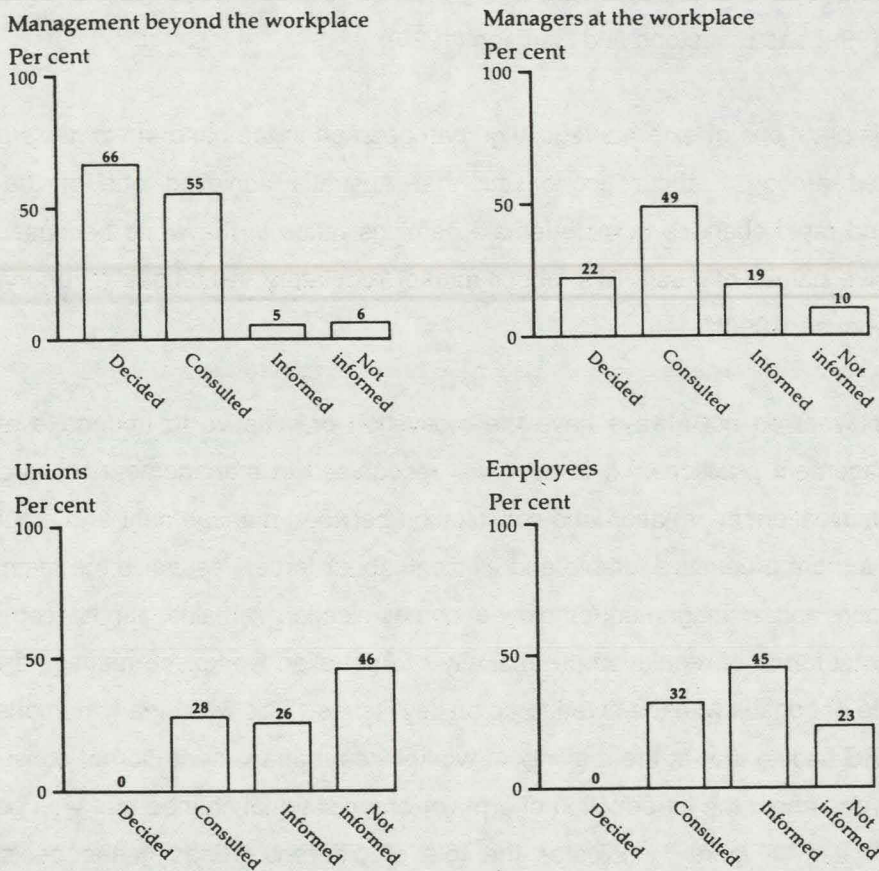 Management beyond the workplace
Per cent
100
50
0
66
55
5
6
Decided
Consulted
Informed
Not
informed
Managers at the workplace
Per cent
100
50
0
22
49
19
10
Decided
Consulted
Informed
Not
informed
Unions
Per cent
100
50
0
0
28
26
46
Decided
Consulted
Informed
Not
informed
Employees
Per cent
100
50
0
0
32
45
23
Decided
Consulted
Informed
Not
informed